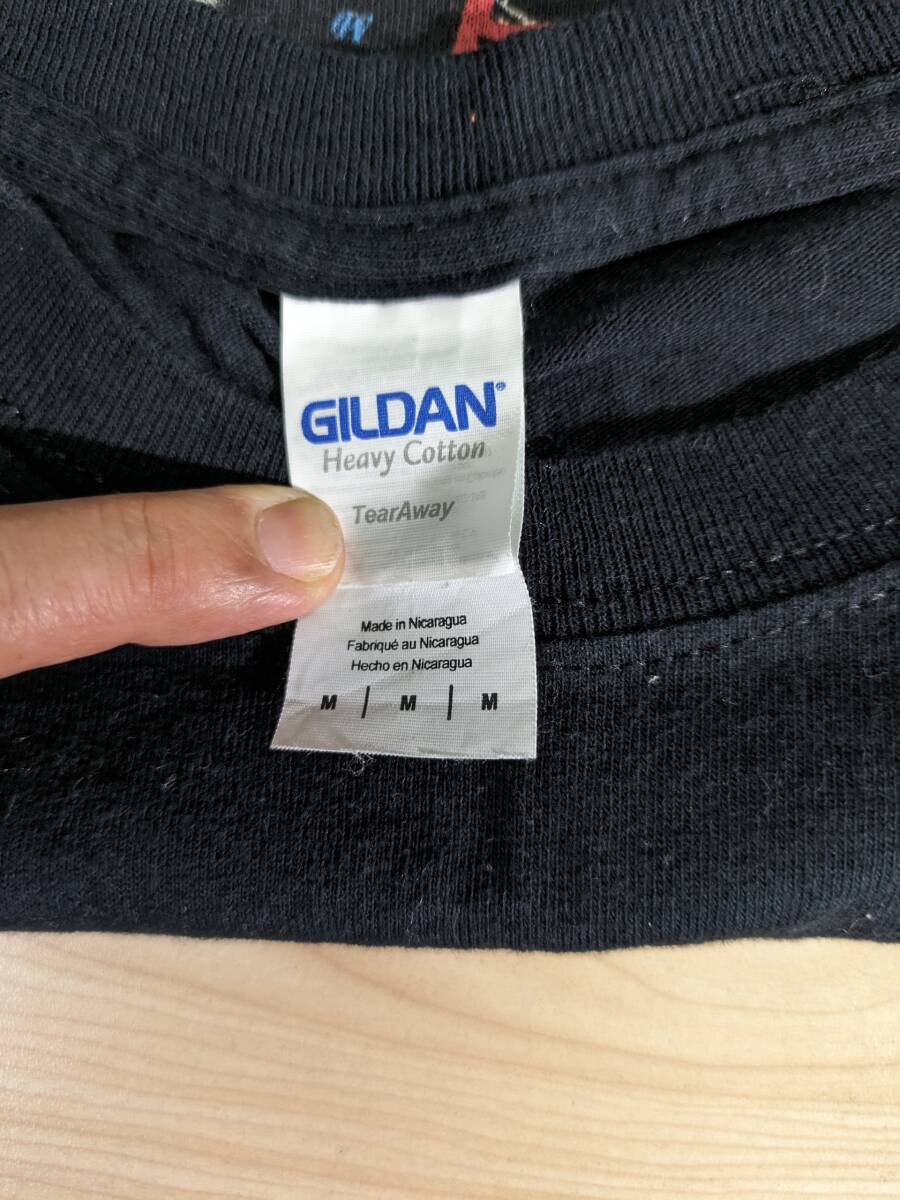 GILDAN®
Heavy Cotton
TearAway
Made in Nicaragua
Fabriqué au Nicaragua
Hecho en Nicaragua
M | M | M